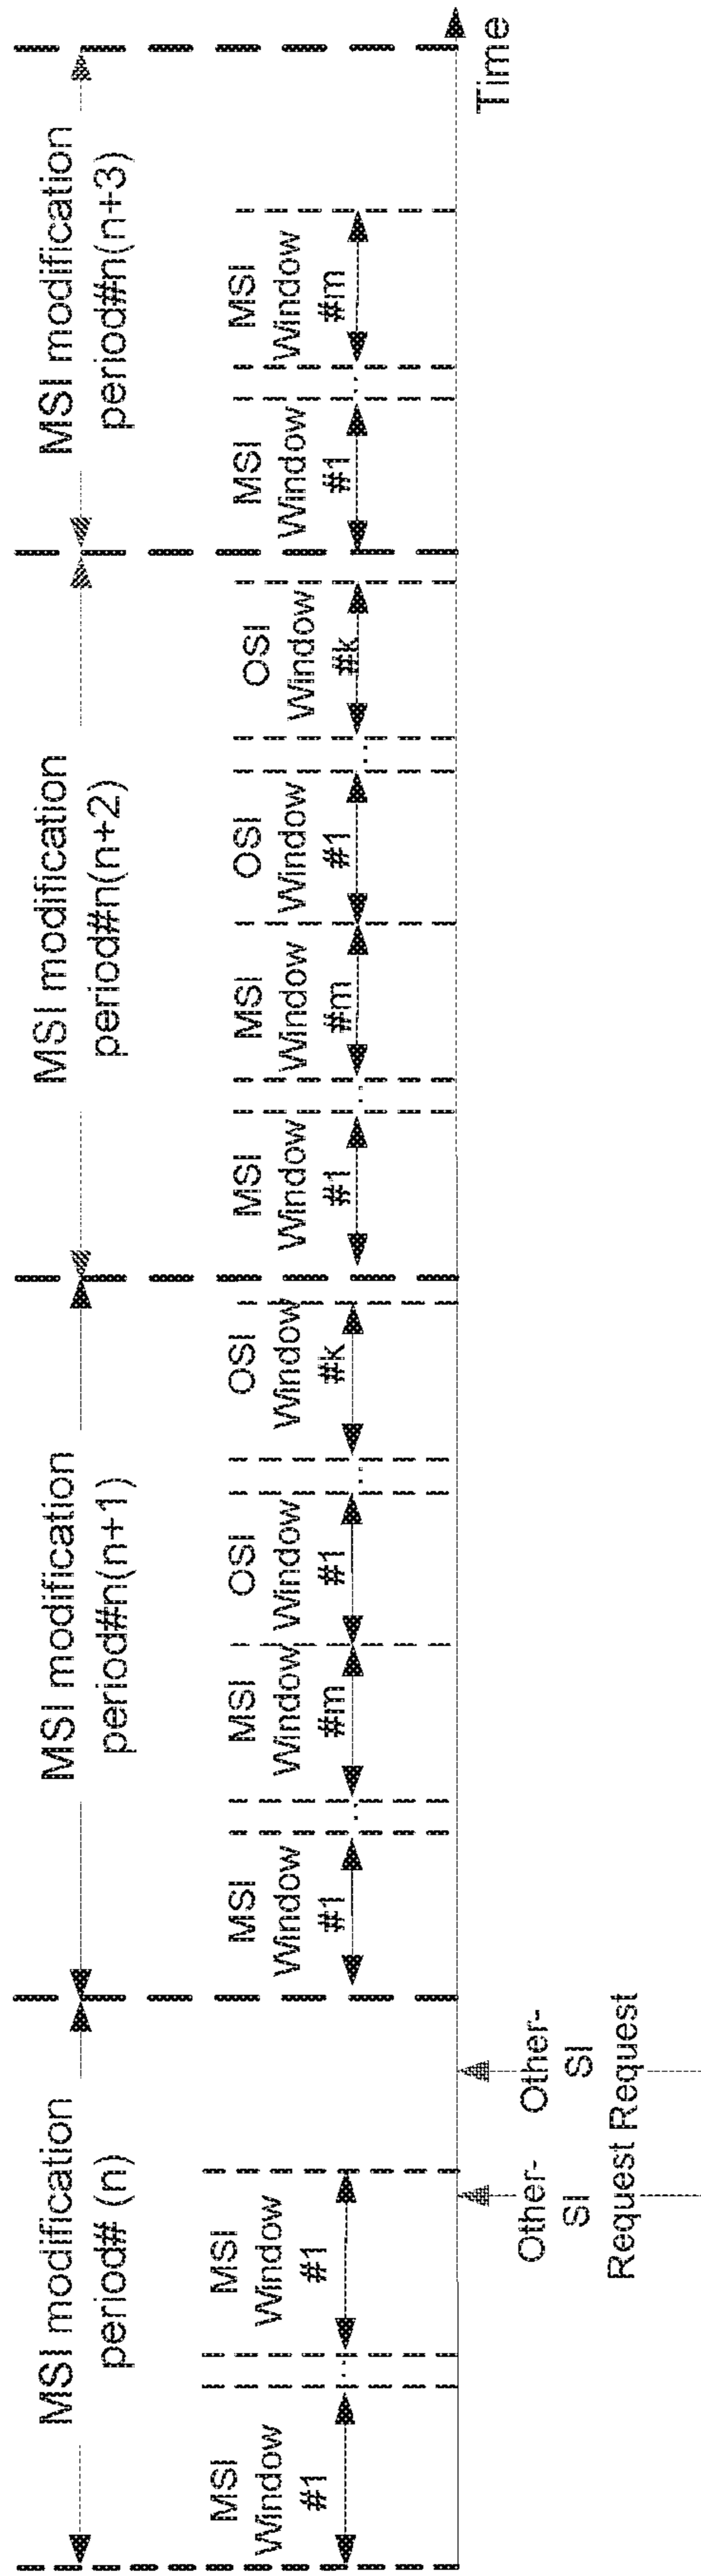 MSI modification
period# (n)
MSI modification
period#n(n+1)
MSI modification
period#n(n+2)
MSI modification
period#n(n+3)
MSI
Window
#1
...
MSI
Window
#1
MSI
Window
#1
...
MSI
Window
#m
OSI
Window
#1
...
OSI
Window
#k
MSI
Window
#1
...
MSI
Window
#m
OSI
Window
#1
...
OSI
Window
#k
MSI
Window
#1
...
MSI
Window
#m
Time
Other-
SI
Request
Other-
SI
Request